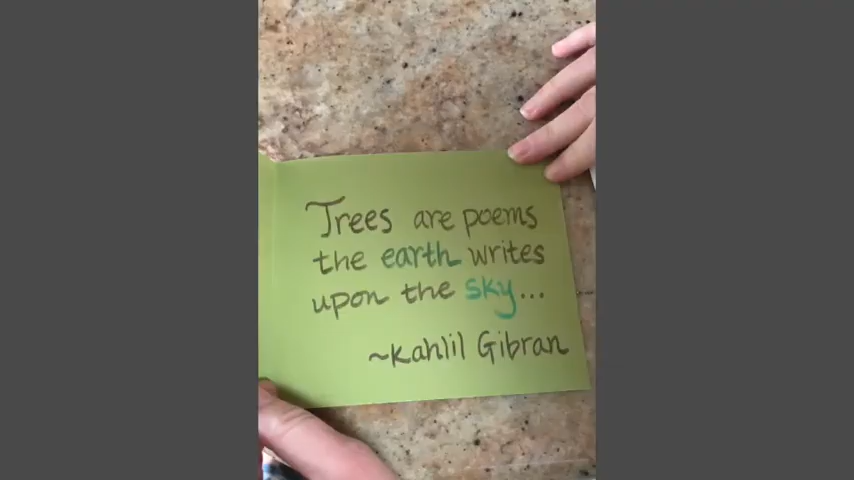 Trees are poems
the earth writes
upon the sky...
~Kahlil Gibran